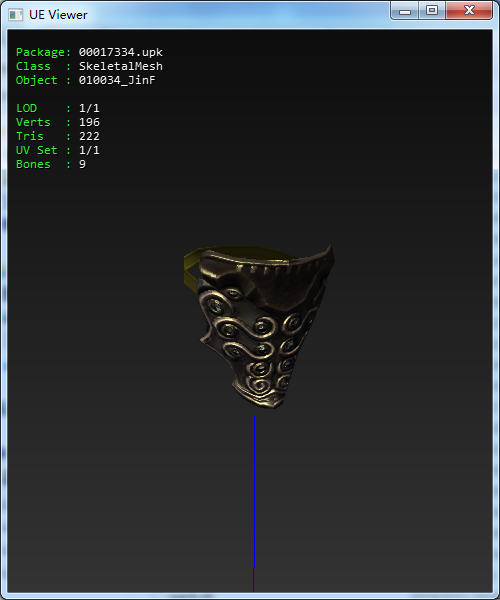 UE Viewer
Package: 00017334.upk
Class  : SkeletalMesh
Object : 010034_JinF
LOD    : 1/1
Verts  : 196
Tris   : 222
UV Set : 1/1
Bones  : 9